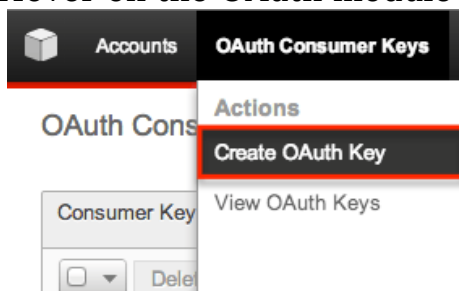 Hover on the OAuth module
Accounts OAuth Consumer Keys
Actions
OAuth Cons
Create OAuth Key
Consumer Key View OAuth Keys
Delet